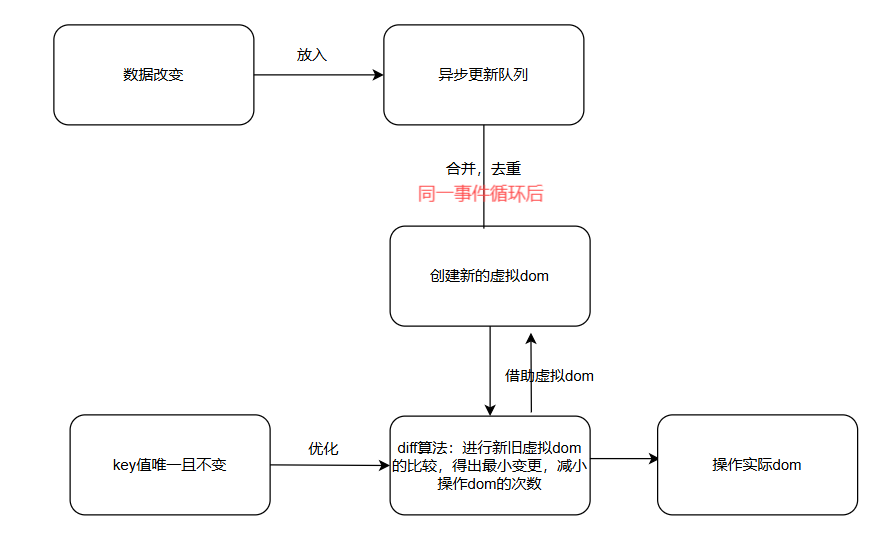 数据改变
放入
异步更新队列
合并，去重
同一事件循环后
创建新的虚拟dom
借助虚拟dom
key值唯一且不变
优化
diff算法：进行新旧虚拟dom
的比较，得出最小变更，减小
操作dom的次数
操作实际dom